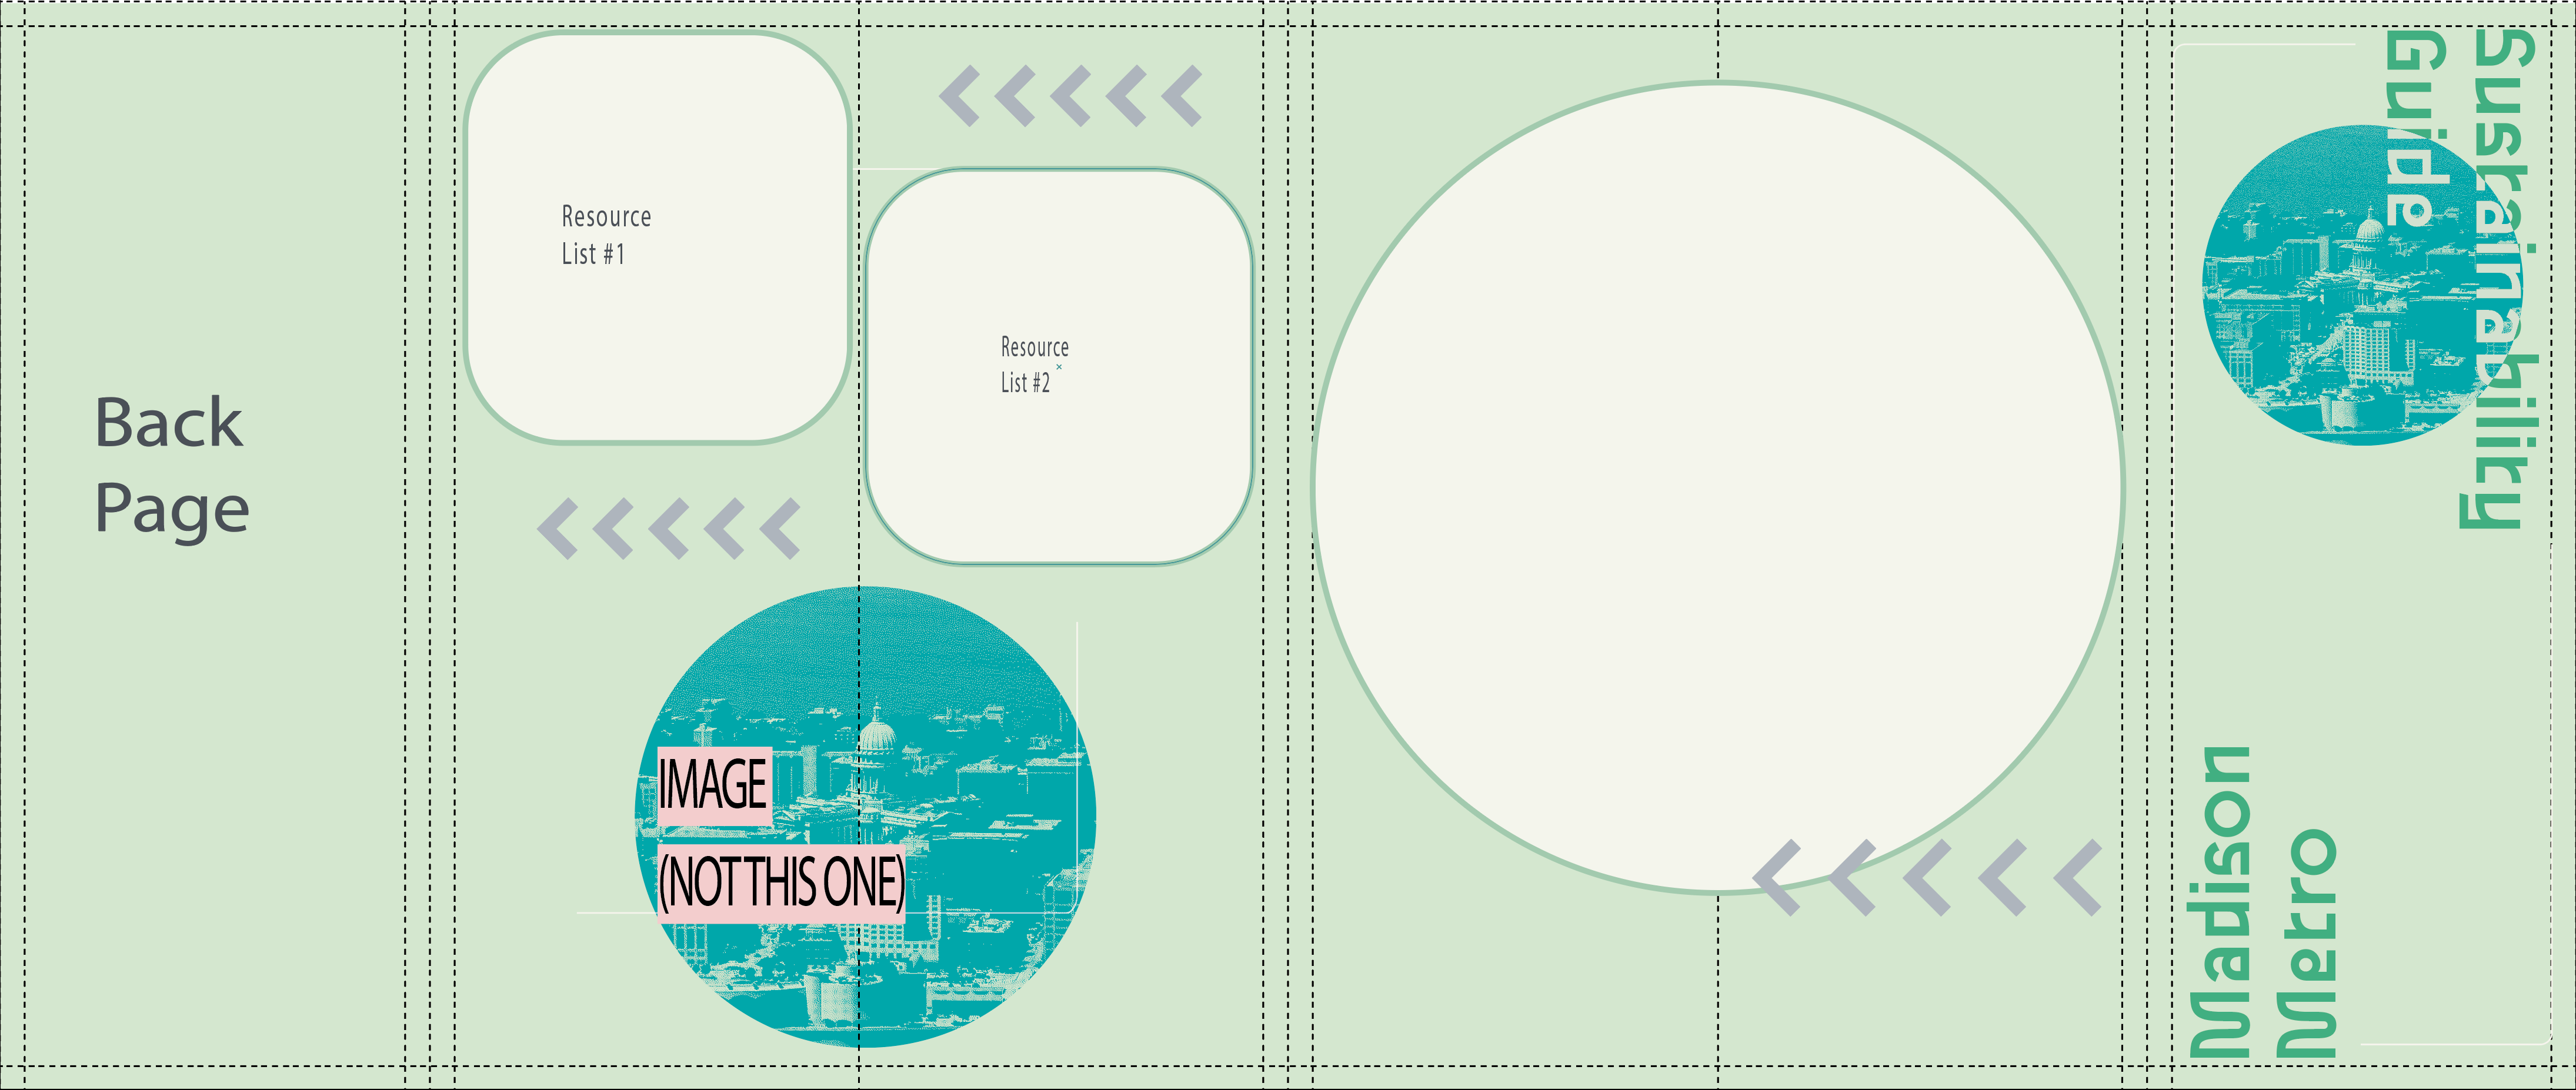 Back
Page
Resource
List #1
Resource
List #2
IMAGE
(NOT THIS ONE)
Sustainability
Guide
Madison
Metro